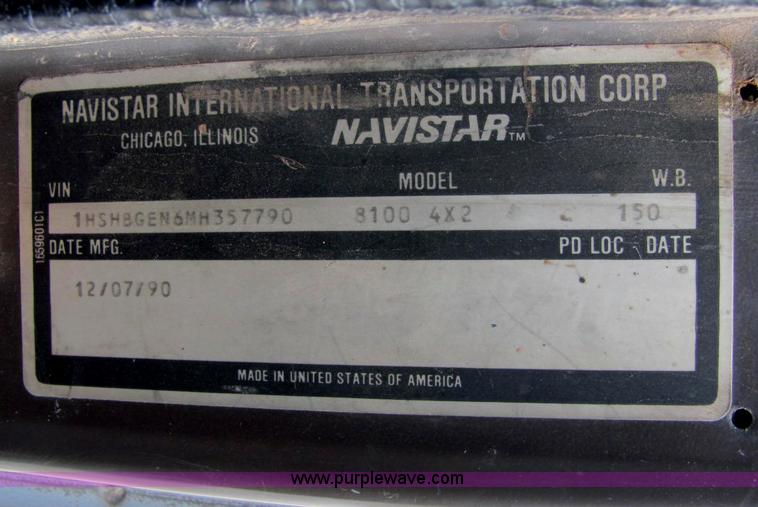 NAVISTAR INTERNATIONAL TRANSPORTATION CORP
CHICAGO, ILLINOIS NAVISTAR™
VIN MODEL W.B.
1HSHBGEN6MH357790 8100 4X2 150
DATE MFG. PD LOC - DATE
12/07/90
1659601C1
MADE IN UNITED STATES OF AMERICA
www.purplewave.com